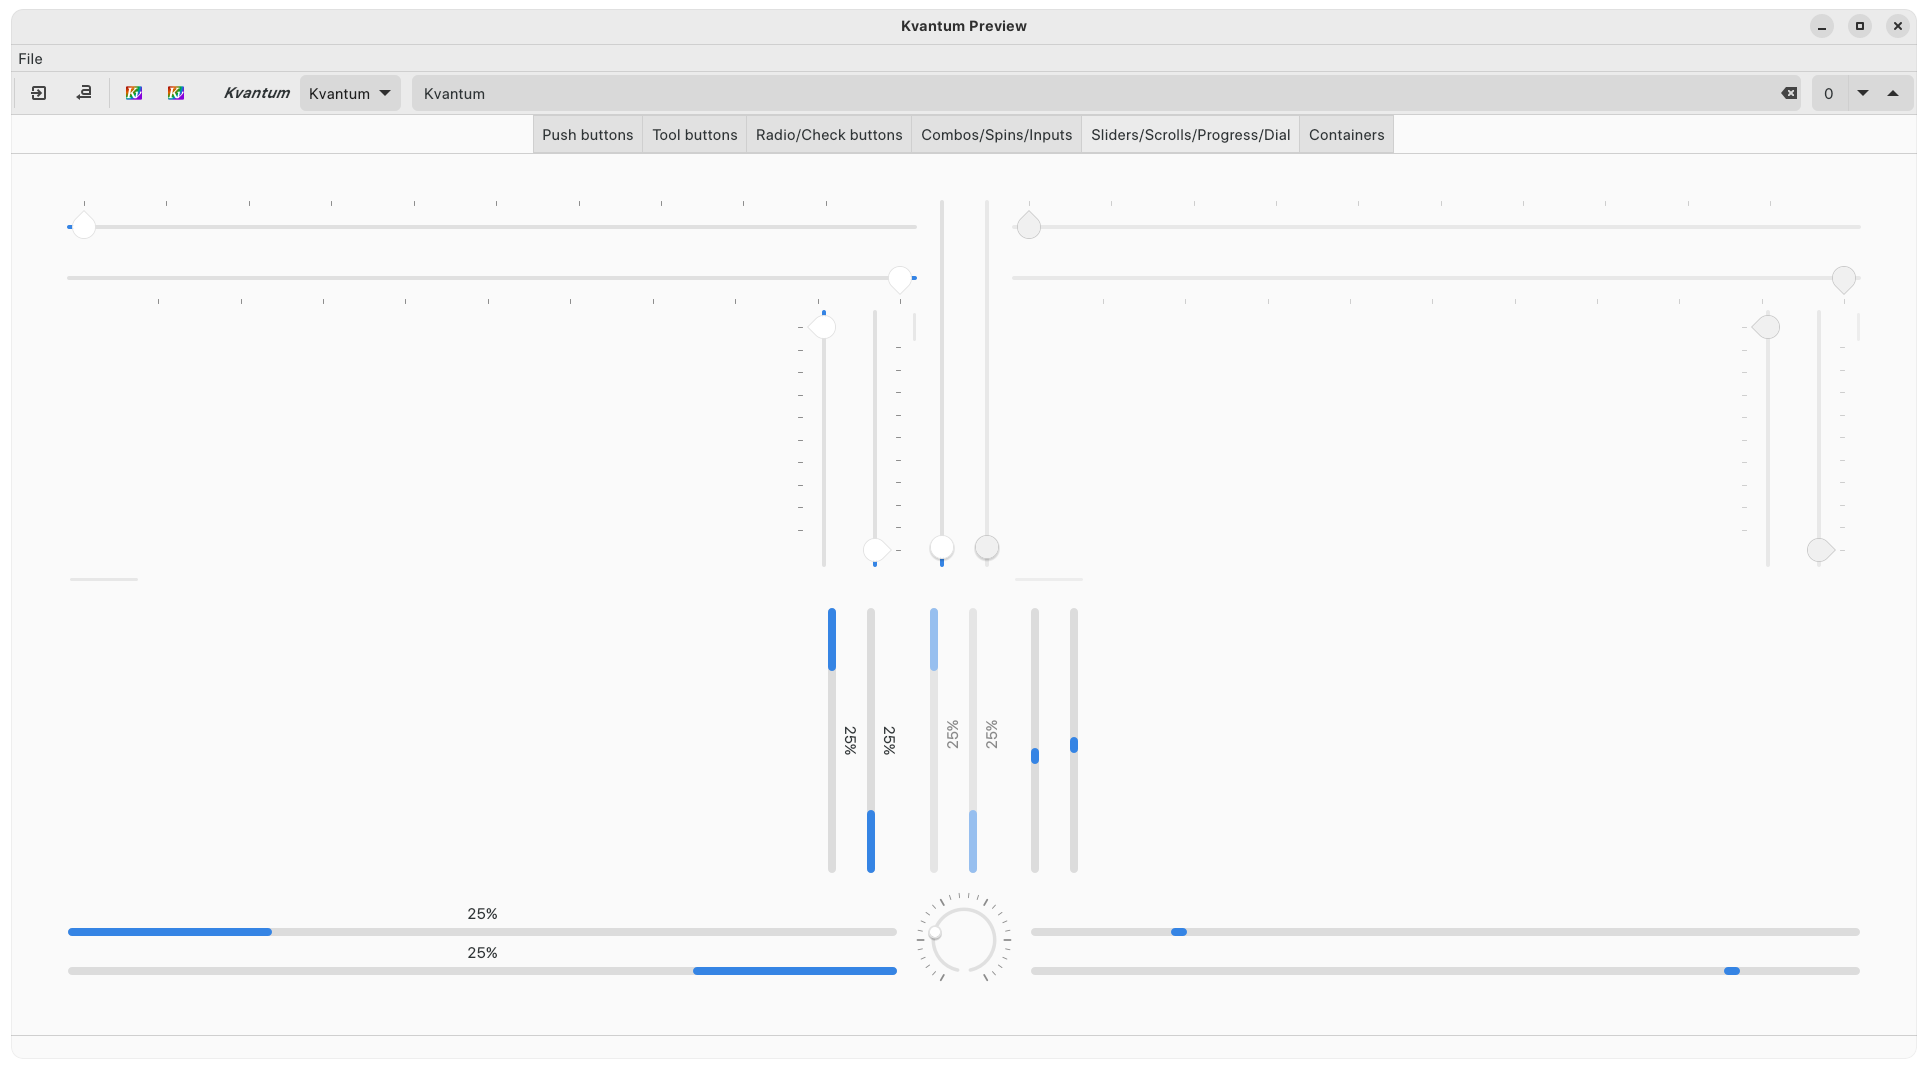 Kvantum Preview
File
Kvantum Kvantum Kvantum 0
Push buttons Tool buttons Radio/Check buttons Combos/Spins/Inputs Sliders/Scrolls/Progress/Dial Containers
25% 25% 25% 25%
25%
25%